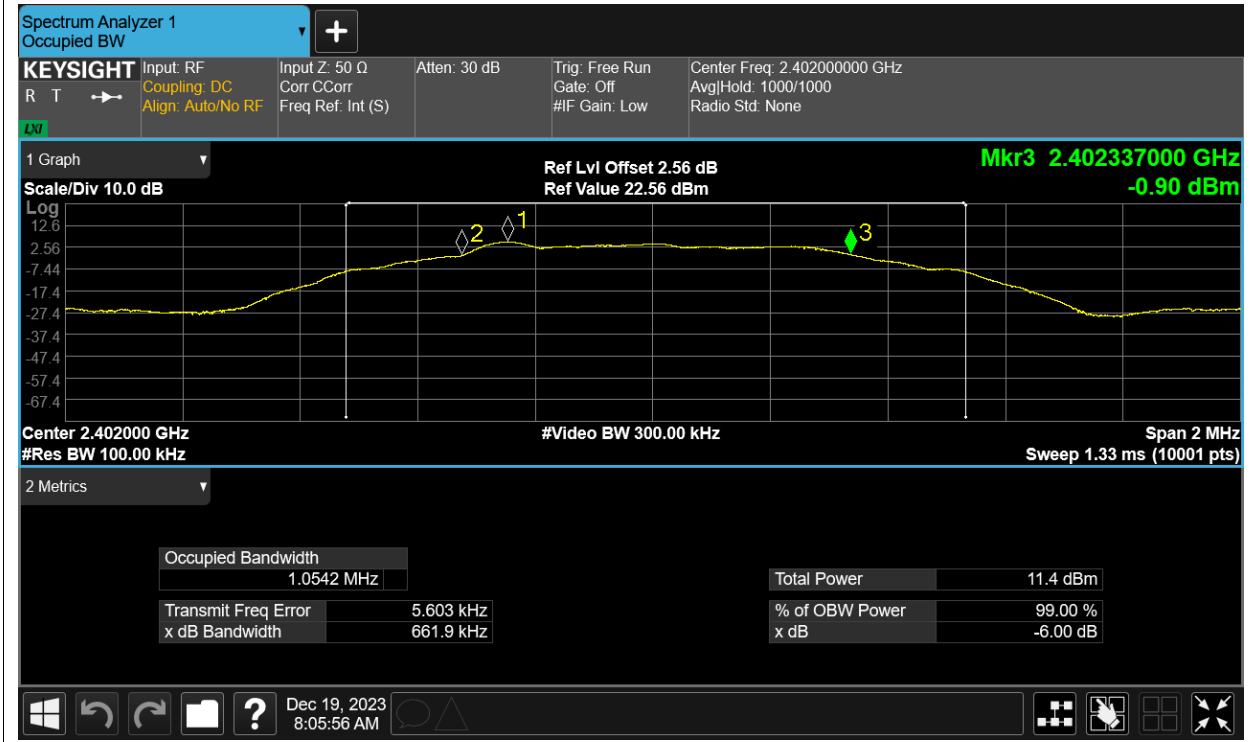 Spectrum Analyzer 1
Occupied BW
KEYSIGHT
R T
LXI
Input: RF
Coupling: DC
Align: Auto/No RF
Input Z: 50 Ω
Corr CCorr
Freq Ref: Int (S)
Atten: 30 dB
Trig: Free Run
Gate: Off
#IF Gain: Low
Center Freq: 2.402000000 GHz
Avg|Hold: 1000/1000
Radio Std: None
1 Graph
Scale/Div 10.0 dB
Ref Lvl Offset 2.56 dB
Ref Value 22.56 dBm
Mkr3 2.402337000 GHz
-0.90 dBm
Log
12.6
2.56
-7.44
-17.4
-27.4
-37.4
-47.4
-57.4
-67.4
2
1
3
Center 2.402000 GHz
#Video BW 300.00 kHz
Span 2 MHz
#Res BW 100.00 kHz
Sweep 1.33 ms (10001 pts)
2 Metrics
Occupied Bandwidth
1.0542 MHz
Transmit Freq Error 5.603 kHz
x dB Bandwidth 661.9 kHz
Total Power 11.4 dBm
% of OBW Power 99.00 %
x dB -6.00 dB
?
Dec 19, 2023
8:05:56 AM